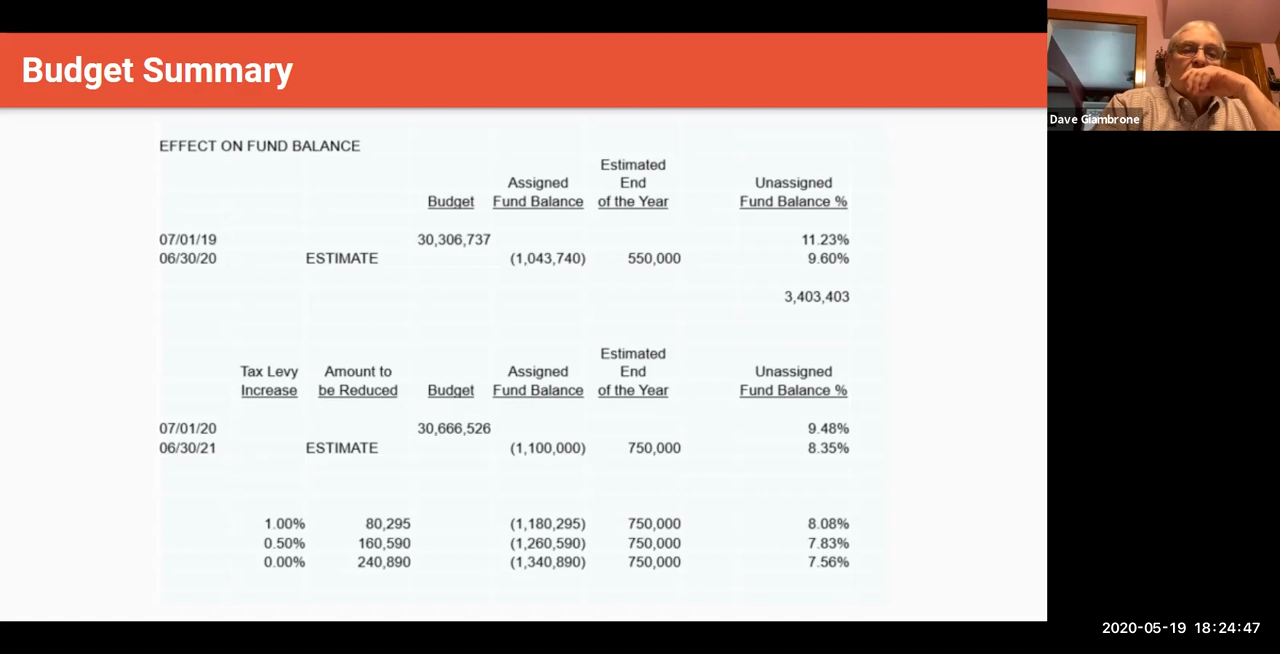 Budget Summary
Dave Giambrone
EFFECT ON FUND BALANCE
Estimated
Assigned End Unassigned
Budget Fund Balance of the Year Fund Balance %
07/01/19 30,306,737 11.23%
06/30/20 ESTIMATE (1,043,740) 550,000 9.60%
3,403,403
Estimated
Tax Levy Amount to Assigned End Unassigned
Increase be Reduced Budget Fund Balance of the Year Fund Balance %
07/01/20 30,666,526 9.48%
06/30/21 ESTIMATE (1,100,000) 750,000 8.35%
1.00% 80,295 (1,180,295) 750,000 8.08%
0.50% 160,590 (1,260,590) 750,000 7.83%
0.00% 240,890 (1,340,890) 750,000 7.56%
2020-05-19 18:24:47